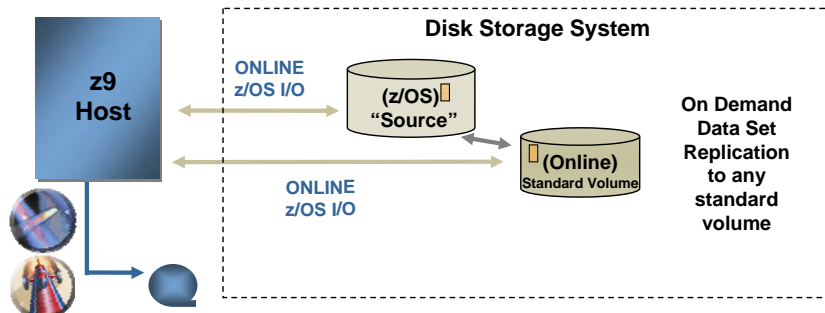 Disk Storage System
z9
Host
ONLINE
z/OS I/O
(z/OS)
“Source”
(Online)
Standard Volume
ONLINE
z/OS I/O
On Demand
Data Set
Replication
to any
standard
volume